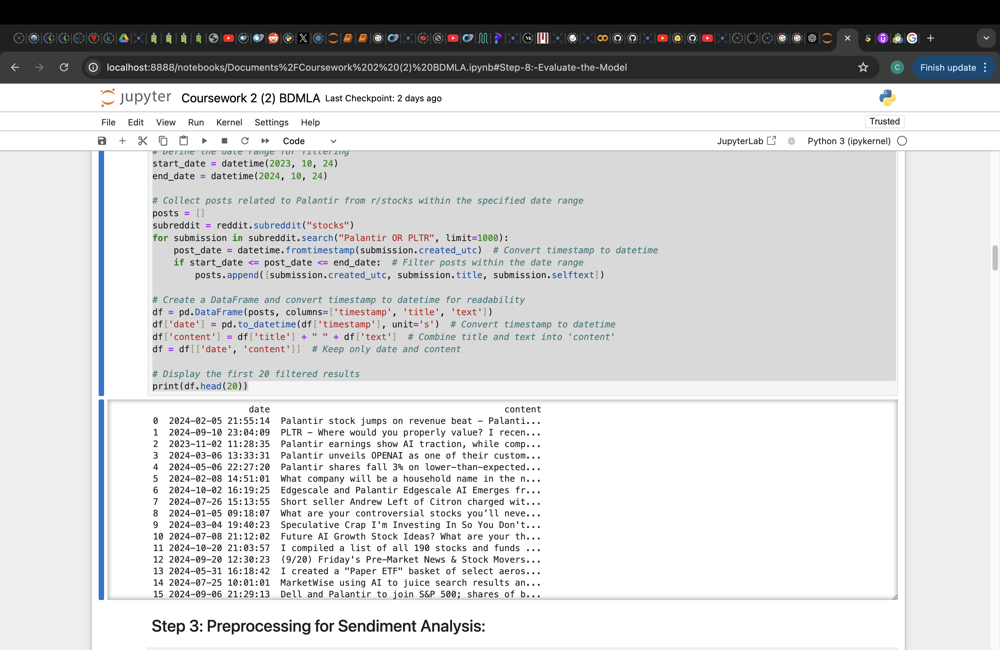 localhost:8888/notebooks/Documents%2FCoursework%202%20(2)%20BDMLA.ipynb#Step-8:-Evaluate-the-Model
C
Finish update
jupyter Coursework 2 (2) BDMLA Last Checkpoint: 2 days ago
File Edit View Run Kernel Settings Help
Trusted
Code
JupyterLab
Python 3 (ipykernel)
# Define the date range for filtering
start_date = datetime(2023, 10, 24)
end_date = datetime(2024, 10, 24)
# Collect posts related to Palantir from r/stocks within the specified date range
posts = []
subreddit = reddit.subreddit("stocks")
for submission in subreddit.search("Palantir OR PLTR", limit=1000):
    post_date = datetime.fromtimestamp(submission.created_utc)  # Convert timestamp to datetime
    if start_date <= post_date <= end_date:  # Filter posts within the date range
        posts.append([submission.created_utc, submission.title, submission.selftext])
# Create a DataFrame and convert timestamp to datetime for readability
df = pd.DataFrame(posts, columns=['timestamp', 'title', 'text'])
df['date'] = pd.to_datetime(df['timestamp'], unit='s')  # Convert timestamp to datetime
df['content'] = df['title'] + " " + df['text']  # Combine title and text into 'content'
df = df[['date', 'content']]  # Keep only date and content
# Display the first 20 filtered results
print(df.head(20))
date content
0 2024-02-05 21:55:14 Palantir stock jumps on revenue beat - Palanti...
1 2024-09-10 23:04:09 PLTR - Where would you properly value? I recen...
2 2023-11-02 11:28:35 Palantir earnings show AI traction, while comp...
3 2024-03-06 13:33:31 Palantir unveils OPENAI as one of their custom...
4 2024-05-06 22:27:20 Palantir shares fall 3% on lower-than-expected...
5 2024-02-08 14:51:01 What company will be a household name in the n...
6 2024-10-02 16:19:25 Edgescale and Palantir Edgescale AI Emerges fr...
7 2024-07-26 15:13:55 Short seller Andrew Left of Citron charged wit...
8 2024-01-05 09:18:07 What are your controversial stocks you’ll neve...
9 2024-03-04 19:40:23 Speculative Crap I'm Investing In So You Don't...
10 2024-07-08 21:12:02 Future AI Growth Stock Ideas? What are your th...
11 2024-10-20 21:03:57 I compiled a list of all 190 stocks and funds ...
12 2024-09-20 12:30:23 (9/20) Friday's Pre-Market News & Stock Movers...
13 2024-05-31 16:18:42 I created a "Paper ETF" basket of select aeros...
14 2024-07-25 10:01:01 MarketWise using AI to juice search results an...
15 2024-09-06 21:29:13 Dell and Palantir to join S&P 500; shares of b...
Step 3: Preprocessing for Sendiment Analysis: